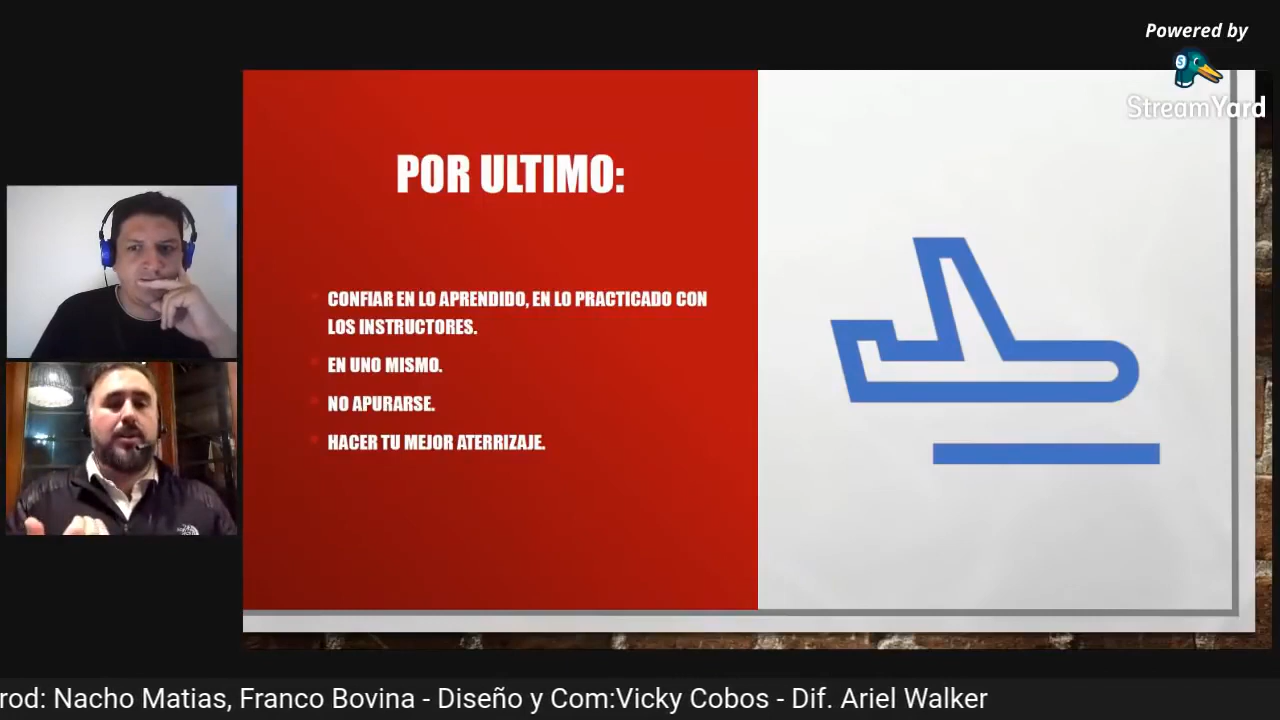 Powered by
StreamYard
POR ULTIMO:
CONFIAR EN LO APRENDIDO, EN LO PRACTICADO CON
LOS INSTRUCTORES.
EN UNO MISMO.
NO APURARSE.
HACER TU MEJOR ATERRIZAJE.
rod: Nacho Matias, Franco Bovina - Diseño y Com:Vicky Cobos - Dif. Ariel Walker